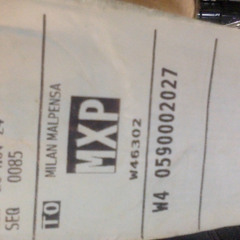 SEQ 0085
TO MILAN MALPENSA
MXP
W46302
W4 0590002027